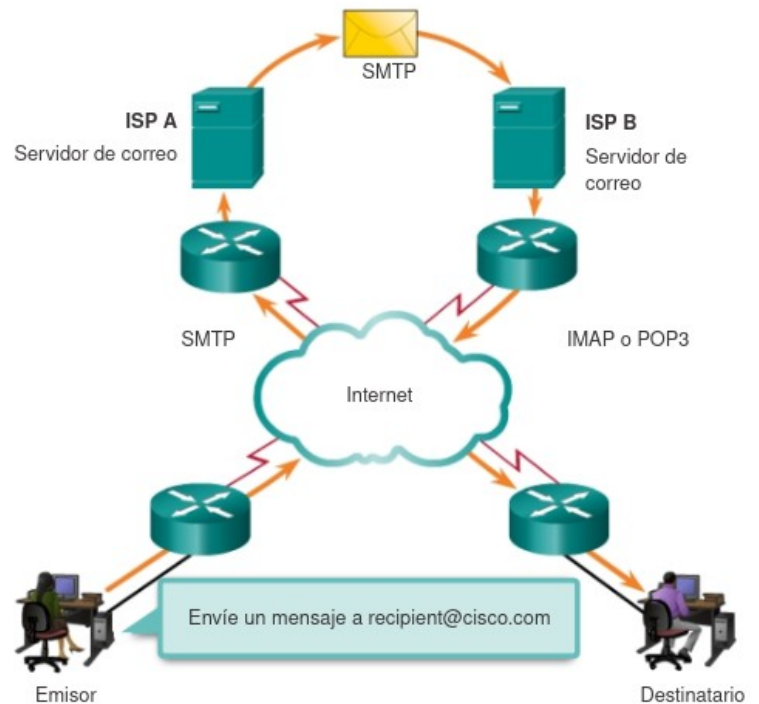 SMTP
ISP A
Servidor de correo
ISP B
Servidor de
correo
SMTP
IMAP o POP3
Internet
Envíe un mensaje a recipient@cisco.com
Emisor
Destinatario